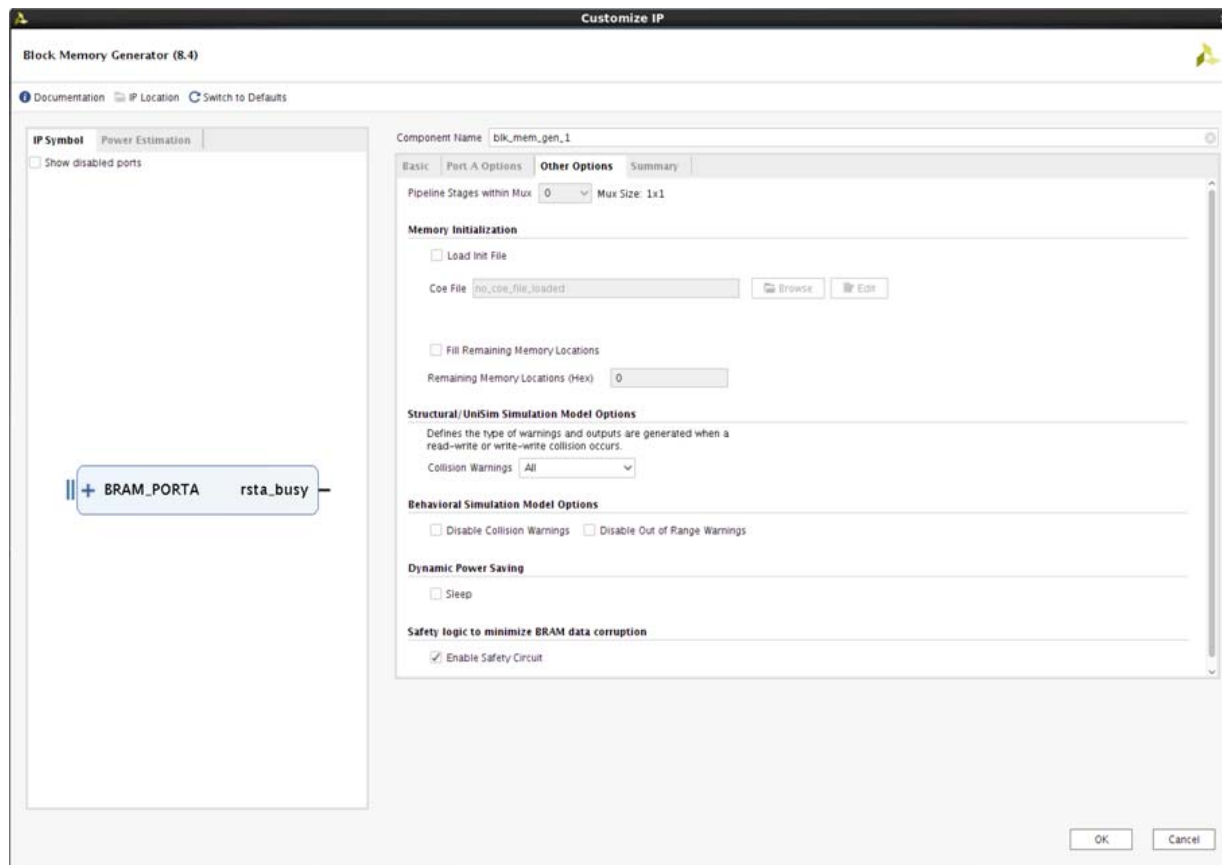 Customize IP
Block Memory Generator (8.4)
Documentation IP Location Switch to Defaults
IP Symbol Power Estimation
Show disabled ports
BRAM_PORTA rsta_busy
Component Name blk_mem_gen_1
Basic Port A Options Other Options Summary
Pipeline Stages within Mux 0 Mux Size: 1x1
Memory Initialization
Load Init File
Coe File no_coe_file_loaded Browse Edit
Fill Remaining Memory Locations
Remaining Memory Locations (Hex) 0
Structural/UniSim Simulation Model Options
Defines the type of warnings and outputs are generated when a
read-write or write-write collision occurs.
Collision Warnings All
Behavioral Simulation Model Options
Disable Collision Warnings Disable Out of Range Warnings
Dynamic Power Saving
Sleep
Safety logic to minimize BRAM data corruption
Enable Safety Circuit
OK Cancel